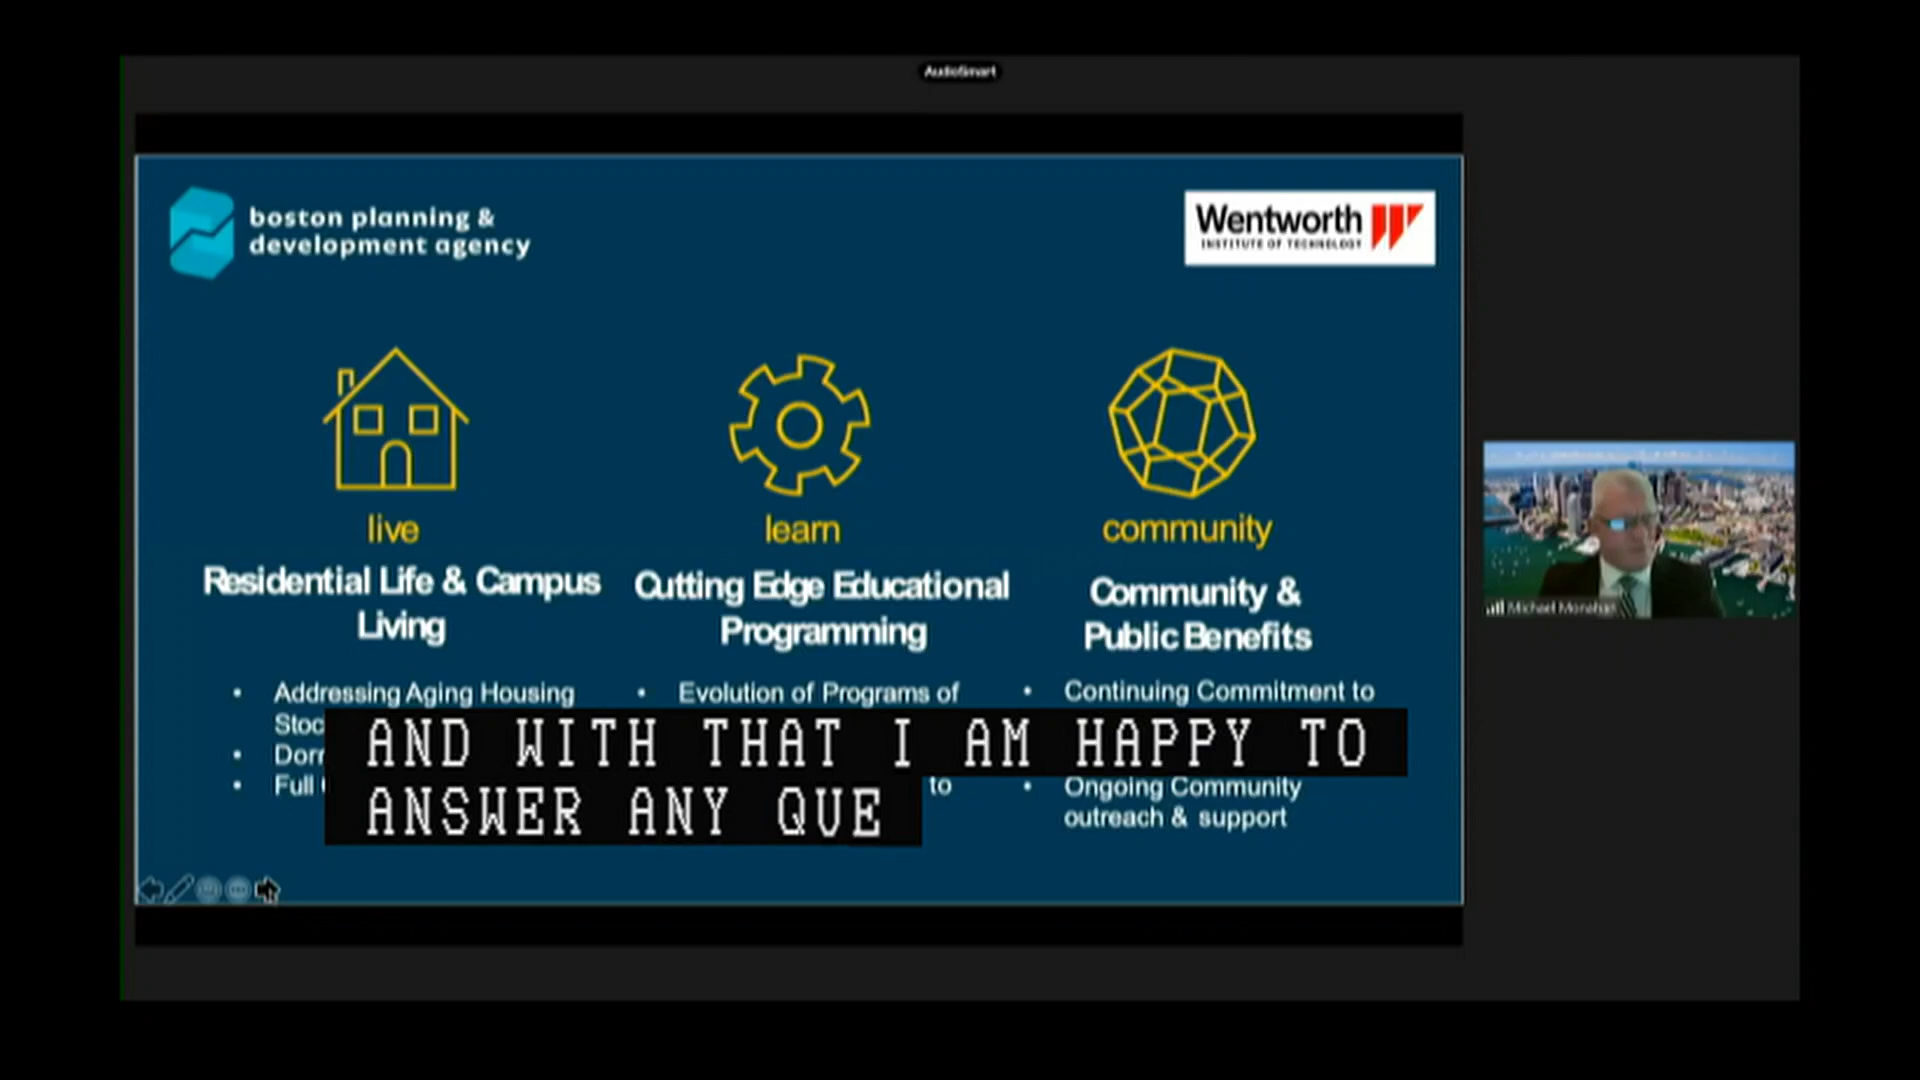 AudioSmart
boston planning &
development agency
Wentworth
INSTITUTE OF TECHNOLOGY
live
Residential Life & Campus
Living
Addressing Aging Housing
Stoc
Dorr
Full
learn
Cutting Edge Educational
Programming
Evolution of Programs of
to
community
Community &
Public Benefits
Continuing Commitment to
Ongoing Community
outreach & support
AND WITH THAT I AM HAPPY TO
ANSWER ANY QUE
Michael Monahan